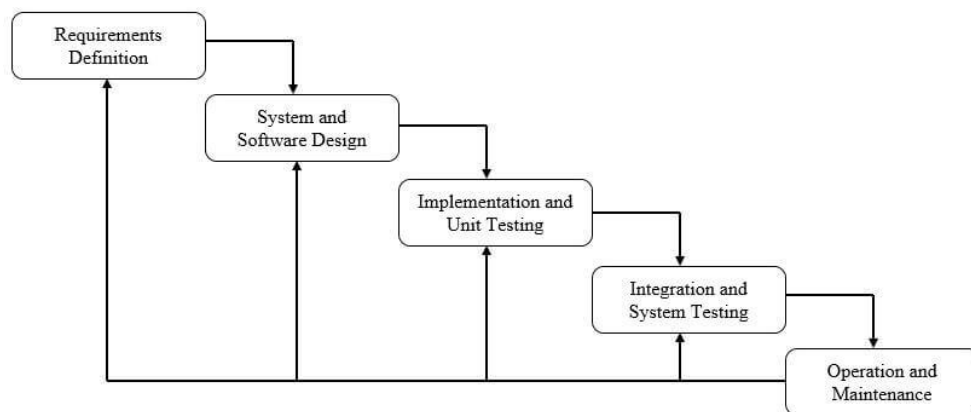 Requirements
Definition
System and
Software Design
Implementation and
Unit Testing
Integration and
System Testing
Operation and
Maintenance